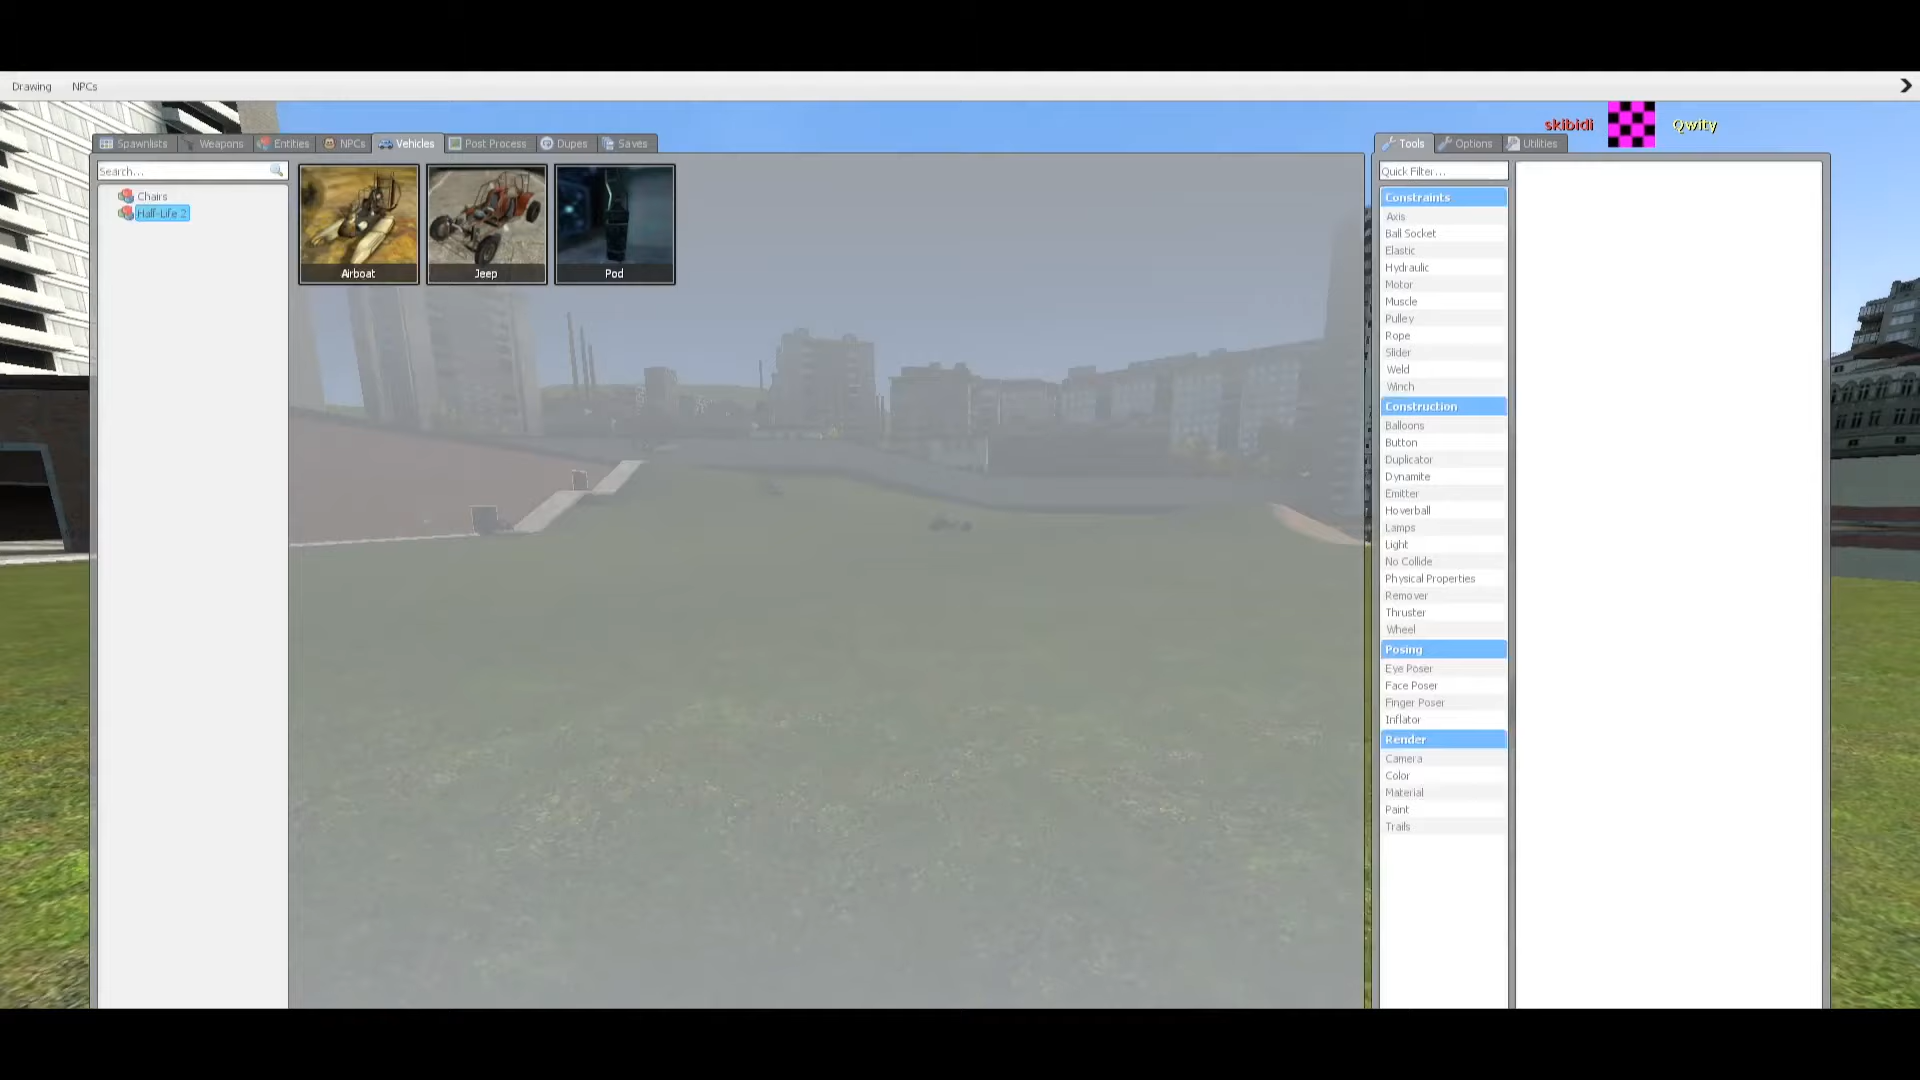 Drawing NPCs
skibidi Qwity
Spawnlists Weapons Entities NPCs Vehicles Post Process Dupes Saves
Search...
Chairs
Half-Life 2
Airboat Jeep Pod
Tools Options Utilities
Quick Filter...
Constraints
Axis
Ball Socket
Elastic
Hydraulic
Motor
Muscle
Pulley
Rope
Slider
Weld
Winch
Construction
Balloons
Button
Duplicator
Dynamite
Emitter
Hoverball
Lamps
Light
No Collide
Physical Properties
Remover
Thruster
Wheel
Posing
Eye Poser
Face Poser
Finger Poser
Inflator
Render
Camera
Color
Material
Paint
Trails